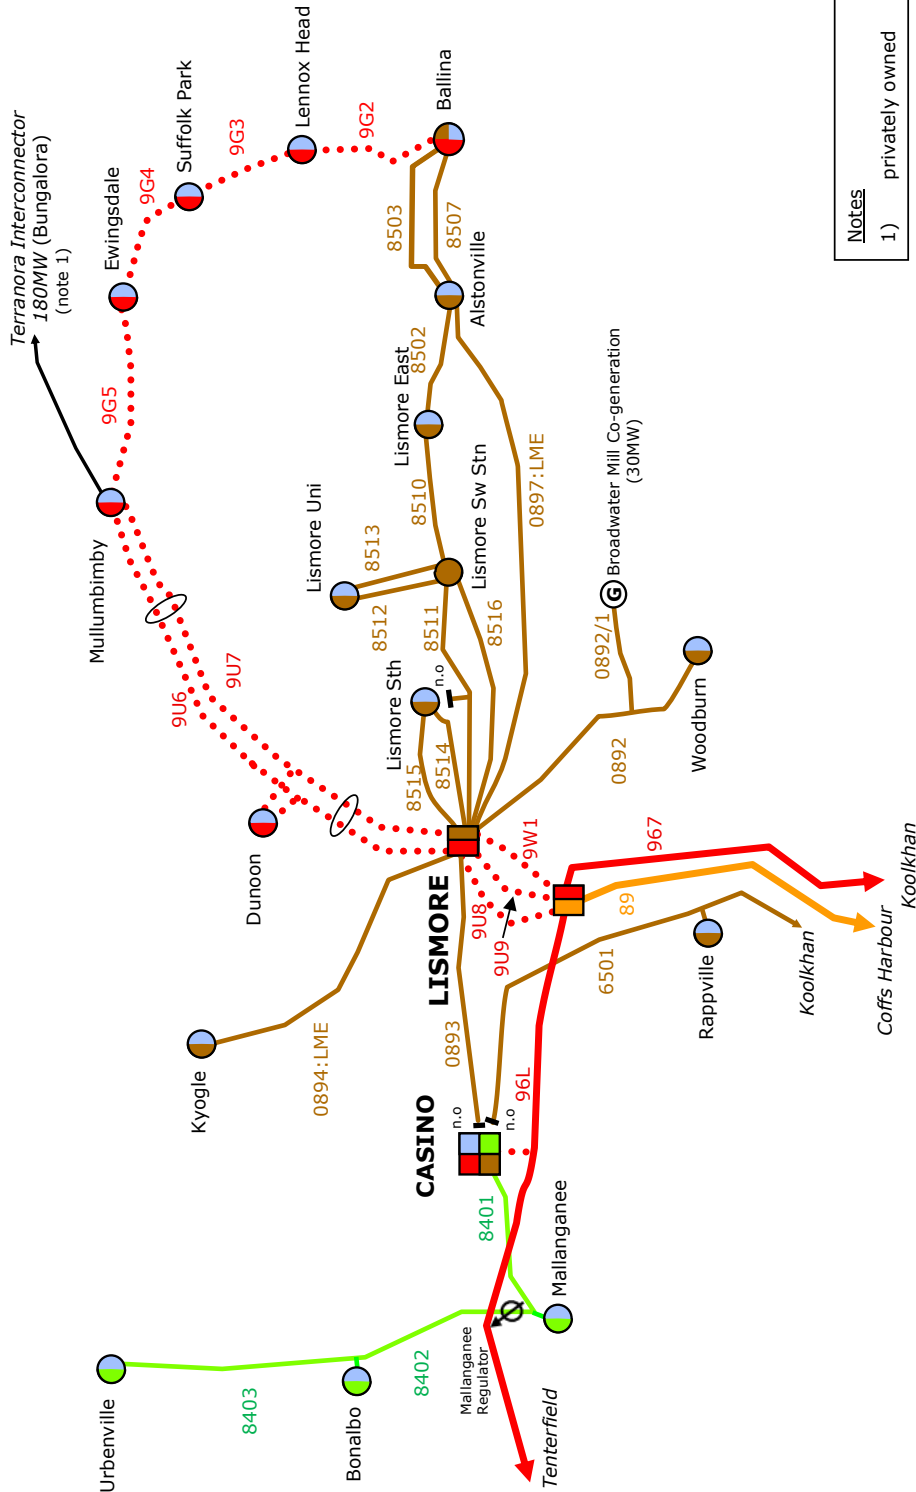 Terranora Interconnector
180MW (Bungalora)
(note 1)
Ewingsdale
9G4
Suffolk Park
9G3
Lennox Head
9G2
Ballina
9G5
Mullumbimby
9U6
9U7
Dunoon
8503
8507
Alstonville
8502
Lismore East
8510
Lismore Sw Stn
Lismore Uni
8513
8512
8511
8516
0897:LME
Lismore Sth
n.o
8515
8514
Broadwater Mill Co-generation
(30MW)
G
0892/1
0892
Woodburn
LISMORE
9U8
9U9
9W1
967
89
Koolkhan
Coffs Harbour
6501
Rappville
Koolkhan
Kyogle
0894:LME
0893
CASINO
n.o
n.o
96L
8401
Mallanganee
Mallanganee
Regulator
8402
8403
Urbenville
Bonalbo
Tenterfield
Notes
1) privately owned